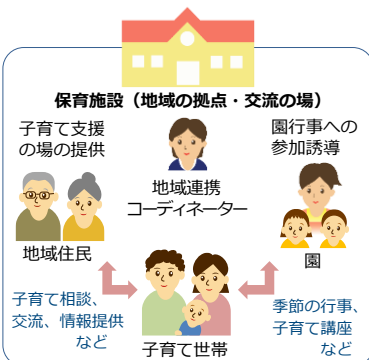 保育施設（地域の拠点・交流の場）
子育て支援
の場の提供
園行事への
参加誘導
地域連携
コーディネーター
地域住民
園
子育て相談、
交流、情報提供
など
季節の行事、
子育て講座
など
子育て世帯